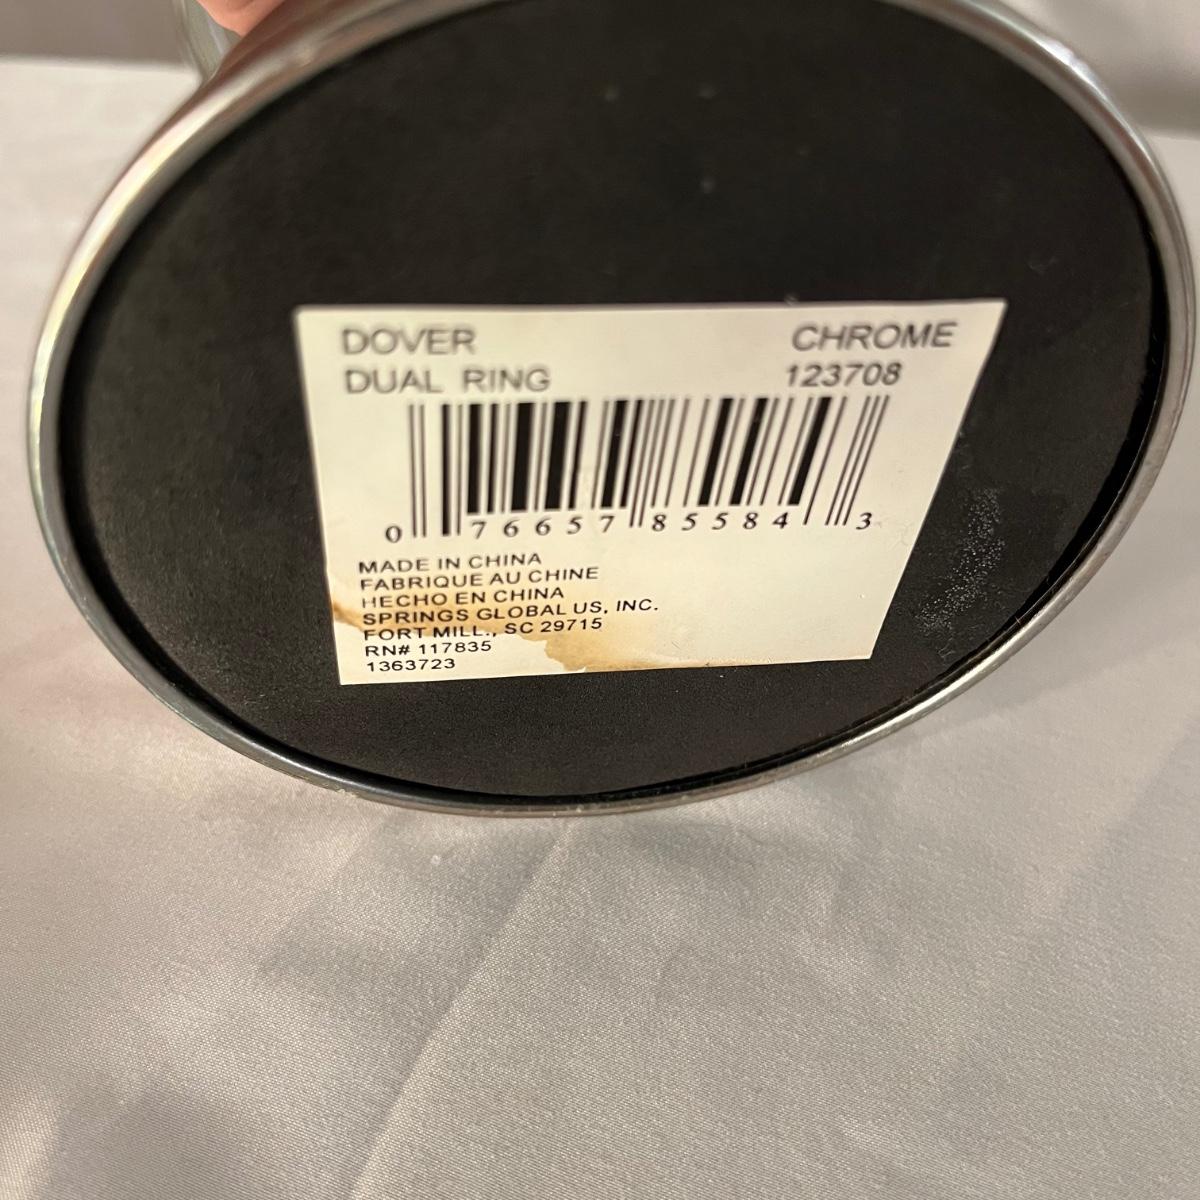 DOVER CHROME
DUAL RING 123708
0 76657 85584 3
MADE IN CHINA
FABRIQUE AU CHINE
HECHO EN CHINA
SPRINGS GLOBAL US, INC.
FORT MILL., SC 29715
RN# 117835
1363723